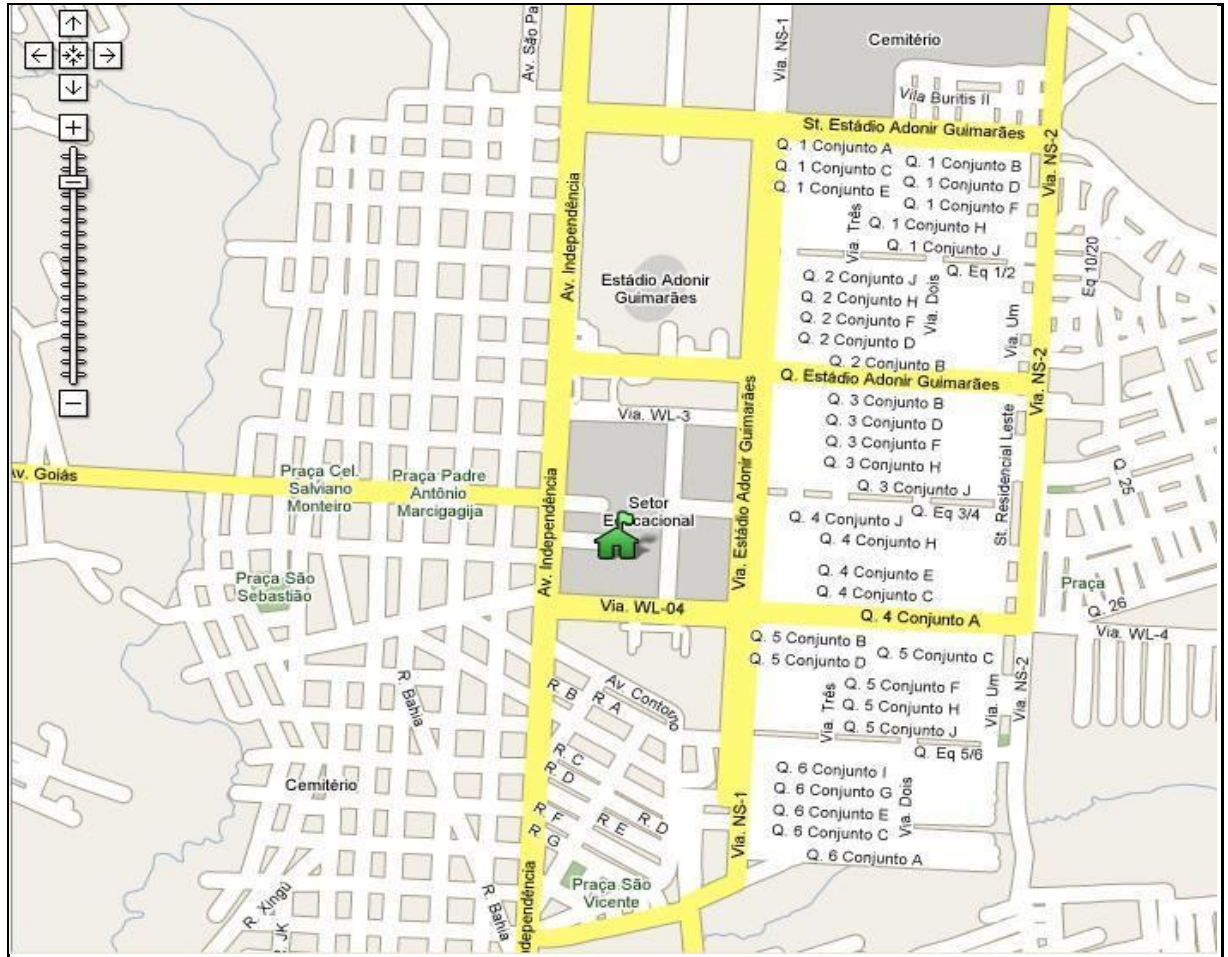 Av. São Pa
Via. NS-1
Cemitério
Vila Buritis II
St. Estádio Adonir Guimarães
Via. NS-2
Q. 1 Conjunto A
Q. 1 Conjunto B
Q. 1 Conjunto C
Q. 1 Conjunto D
Q. 1 Conjunto E
Q. 1 Conjunto F
Via. Três
Q. 1 Conjunto H
Q. 1 Conjunto J
Q. Eq 1/2
Eq 10/20
Av. Independência
Estádio Adonir
Guimarães
Q. 2 Conjunto J
Q. 2 Conjunto H
Via. Dois
Q. 2 Conjunto F
Q. 2 Conjunto D
Via. Um
Q. 2 Conjunto B
Q. Estádio Adonir Guimarães
Via. NS-2
Via. WL-3
Via. Estádio Adonir Guimarães
Q. 3 Conjunto B
Q. 3 Conjunto D
Q. 3 Conjunto F
Q. 3 Conjunto H
St. Residencial Leste
Q. 3 Conjunto J
Q. Eq 3/4
Q. 25
Av. Goiás
Praça Cel.
Salviano
Monteiro
Praça Padre
Antônio
Marcigagija
Av. Independência
Setor
Educacional
Q. 4 Conjunto J
Q. 4 Conjunto H
Q. 4 Conjunto E
Q. 4 Conjunto C
Q. 4 Conjunto A
Praça São
Sebastião
Praça
Q. 26
Via. WL-04
Via. WL-4
Q. 5 Conjunto B
Q. 5 Conjunto C
Q. 5 Conjunto D
Q. 5 Conjunto F
Q. 5 Conjunto H
Q. 5 Conjunto J
Via. Três
Via. Um
Via. NS-2
Q. Eq 5/6
R. Bahia
R. B
R. A
Av. Contorno
R. C
R. D
R. F
R. E
R. D
R. G
Cemitério
Q. 6 Conjunto I
Q. 6 Conjunto G
Q. 6 Conjunto E
Q. 6 Conjunto C
Via. Dois
Q. 6 Conjunto A
Via. NS-1
Praça São
Vicente
R. Xingú
R. JK
R. Bahia
Independência